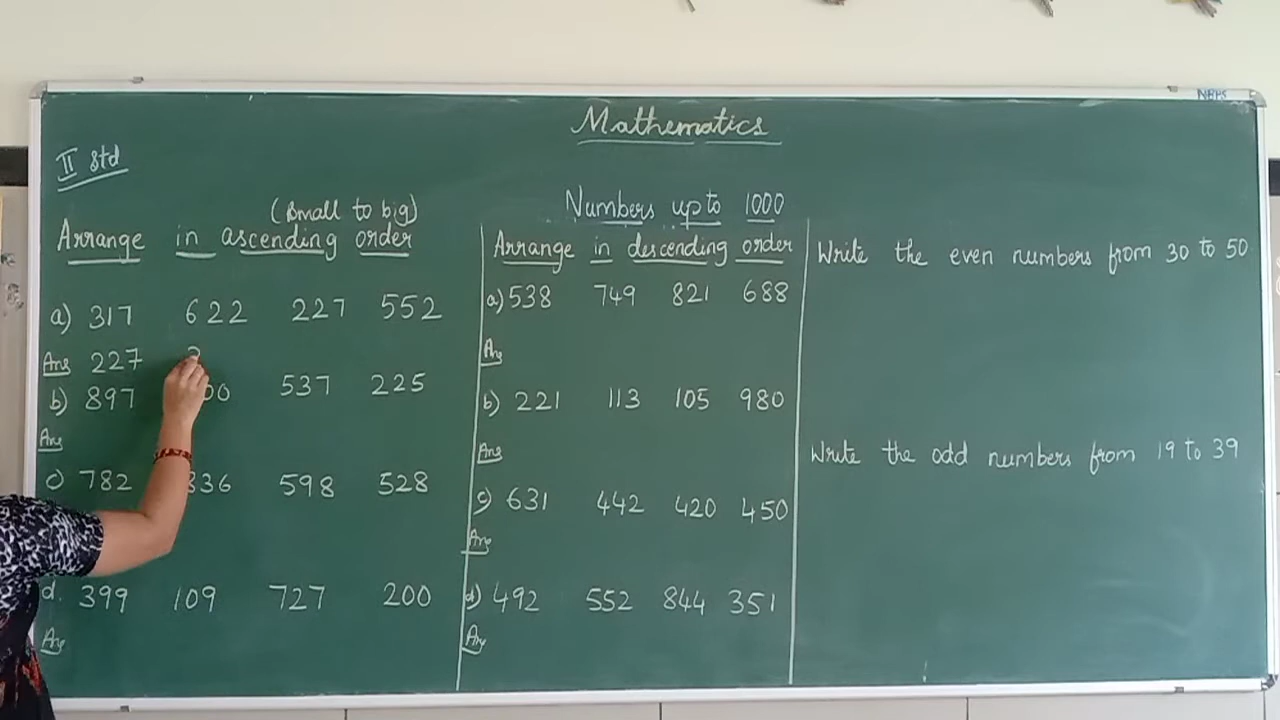 NBPS
Mathematics
II Std
Numbers upto 1000
(Small to big)
Arrange in ascending order
a) 317 622 227 552
Ans 227
b) 897 537 225
Ans
c) 782 336 598 528
d. 399 109 727 200
Ans
Arrange in descending order
a) 538 749 821 688
Ans
b) 221 113 105 980
Ans
c) 631 442 420 450
Ans
d) 492 552 844 351
Ans
Write the even numbers from 30 to 50
Write the odd numbers from 19 to 39